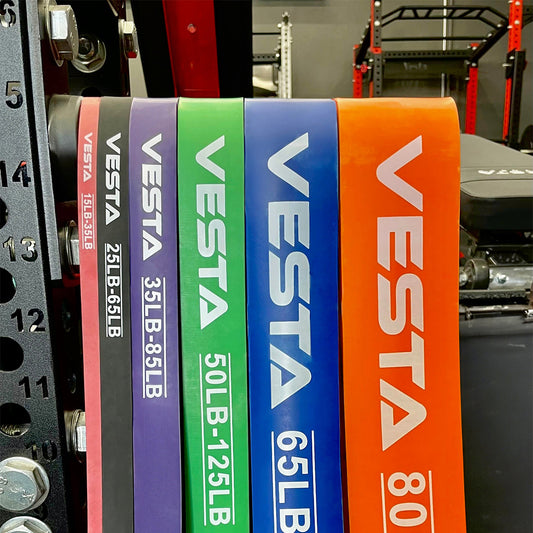 5
14
13
12
11
10
VESTA
15LB-35LB
VESTA
25LB-65LB
VESTA
35LB-85LB
VESTA
50LB-125LB
VESTA
65LB
VESTA
80